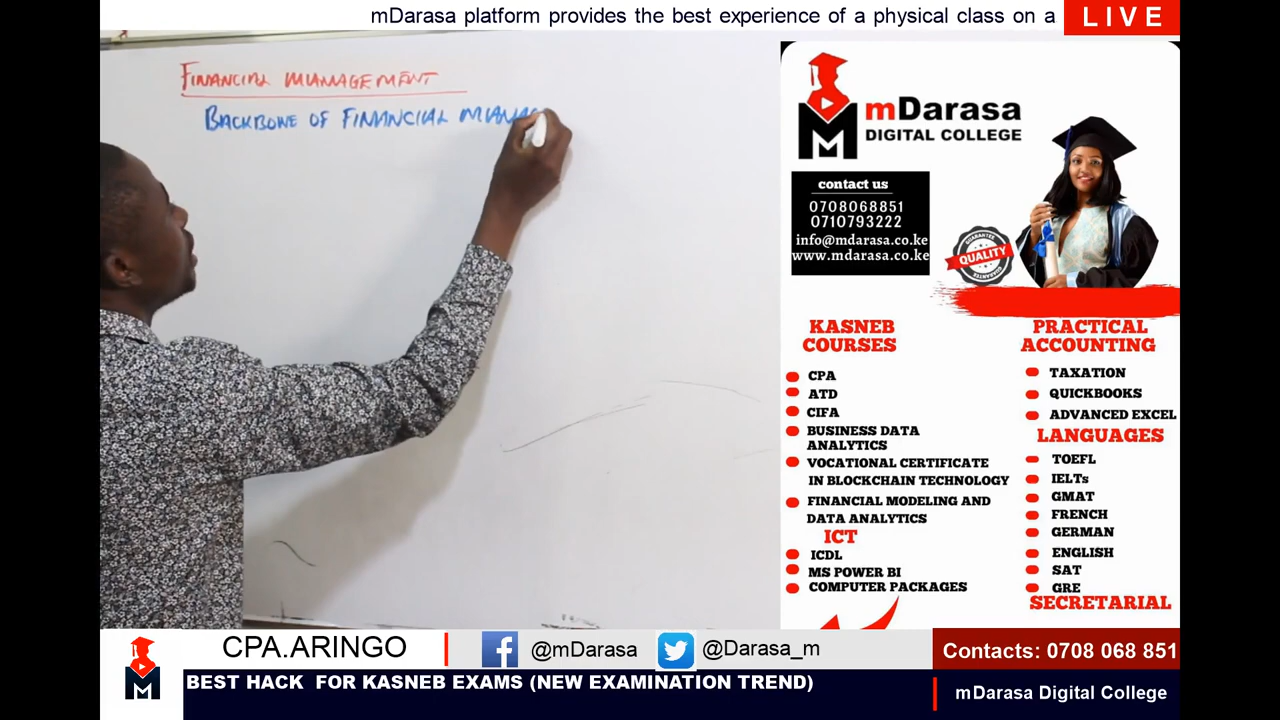 mDarasa platform provides the best experience of a physical class on a
LIVE
FINANCIAL MANAGEMENT
BACKBONE OF FINANCIAL
mDarasa
DIGITAL COLLEGE
contact us
0708068851
0710793222
info@mdarasa.co.ke
www.mdarasa.co.ke
GUARANTEE
QUALITY
GUARANTEE
KASNEB
COURSES
CPA
ATD
CIFA
BUSINESS DATA
ANALYTICS
VOCATIONAL CERTIFICATE
IN BLOCKCHAIN TECHNOLOGY
FINANCIAL MODELING AND
DATA ANALYTICS
ICT
ICDL
MS POWER BI
COMPUTER PACKAGES
PRACTICAL
ACCOUNTING
TAXATION
QUICKBOOKS
ADVANCED EXCEL
LANGUAGES
TOEFL
IELTs
GMAT
FRENCH
GERMAN
ENGLISH
SAT
GRE
SECRETARIAL
CPA.ARINGO
@mDarasa
@Darasa_m
Contacts: 0708 068 851
BEST HACK FOR KASNEB EXAMS (NEW EXAMINATION TREND)
mDarasa Digital College